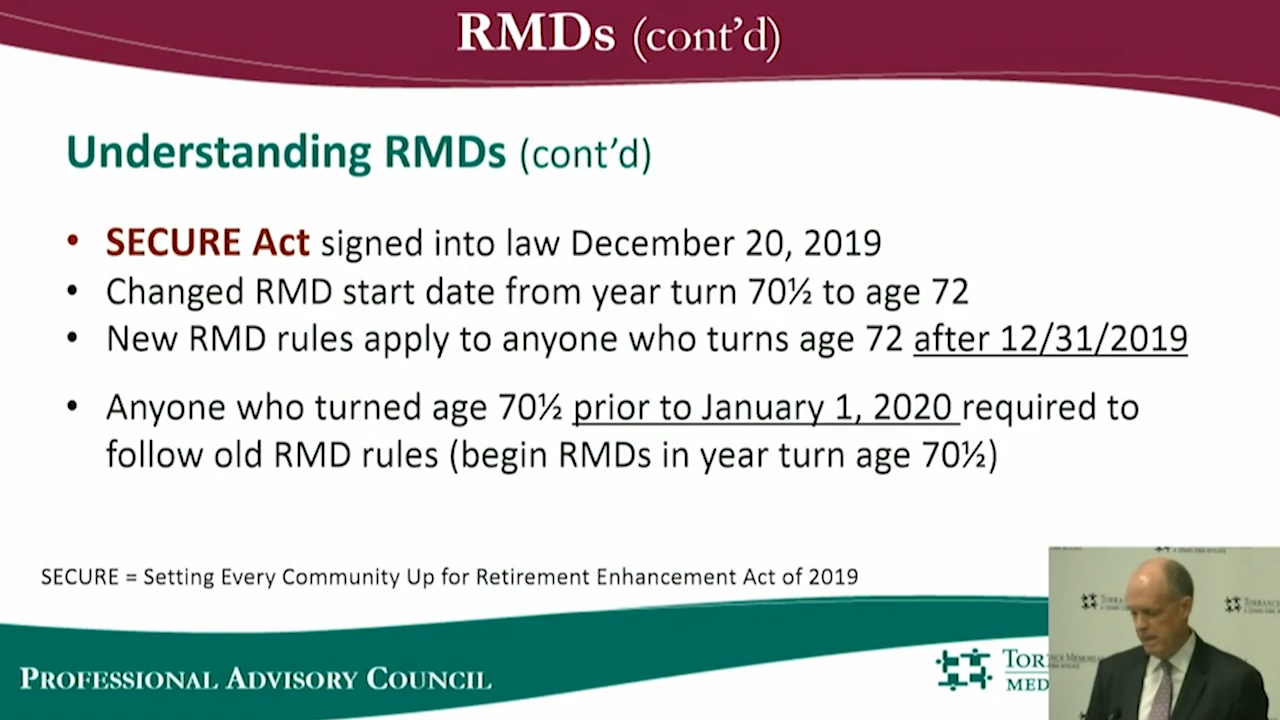 RMDs (cont’d)
Understanding RMDs (cont’d)
• SECURE Act signed into law December 20, 2019
• Changed RMD start date from year turn 70½ to age 72
• New RMD rules apply to anyone who turns age 72 after 12/31/2019
• Anyone who turned age 70½ prior to January 1, 2020 required to
follow old RMD rules (begin RMDs in year turn age 70½)
SECURE = Setting Every Community Up for Retirement Enhancement Act of 2019
PROFESSIONAL ADVISORY COUNCIL
TOR
MED